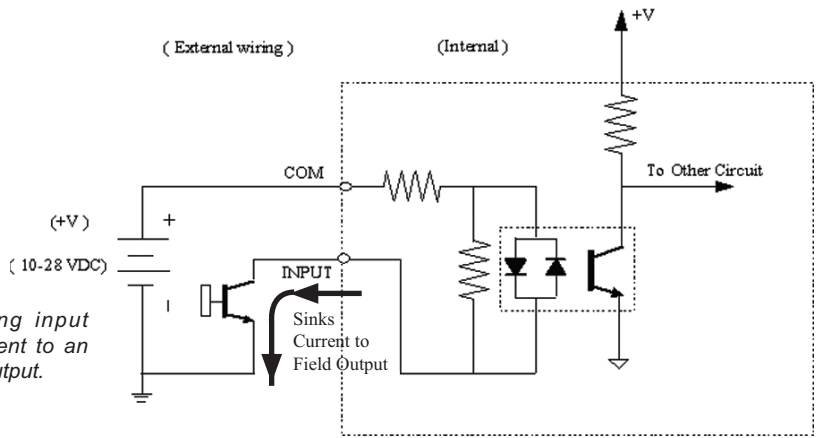 +V
( External wiring )
(Internal )
To Other Circuit
COM
(+V )
+
( 10-28 VDC)
INPUT
–
Sinks
Current to
Field Output
ng input
ent to an
tput.